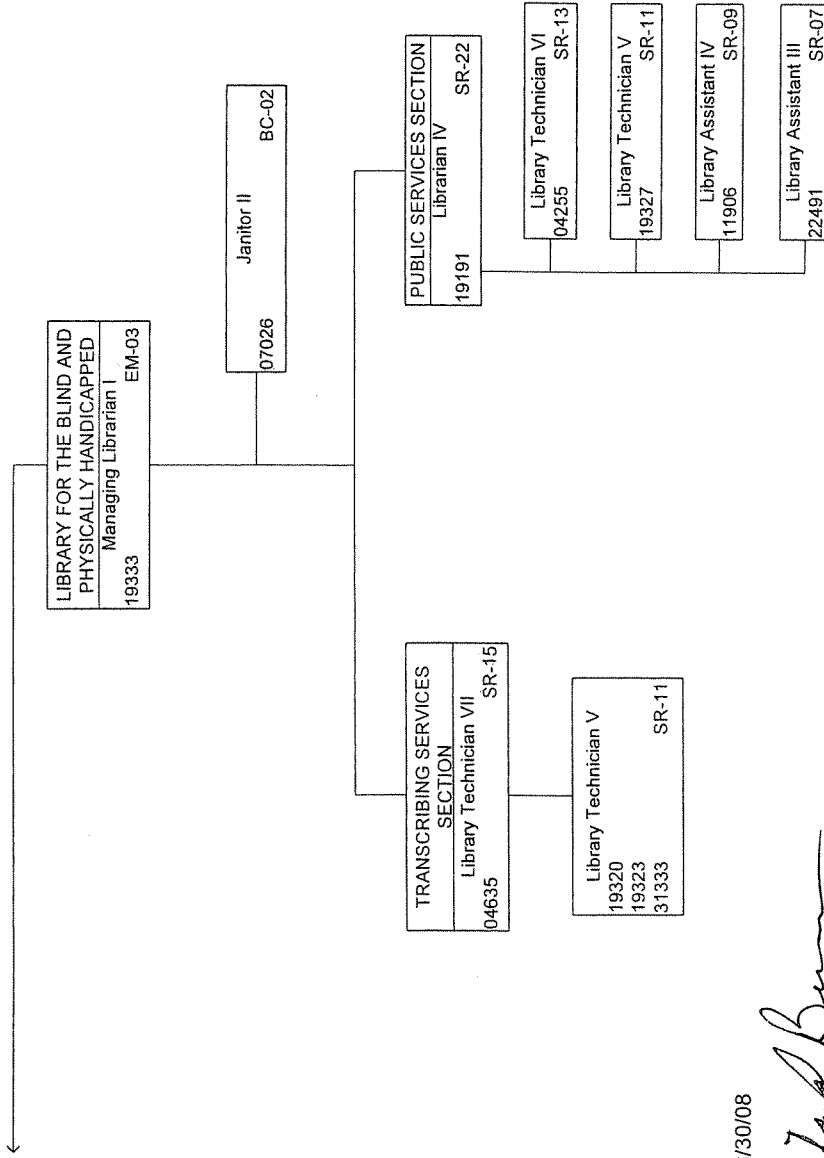 LIBRARY FOR THE BLIND AND
PHYSICALLY HANDICAPPED
Managing Librarian I
19333 EM-03
Janitor II
07026 BC-02
TRANSCRIBING SERVICES
SECTION
Library Technician VII
04635 SR-15
Library Technician V
19320
19323
31333 SR-11
PUBLIC SERVICES SECTION
Librarian IV
19191 SR-22
Library Technician VI
04255 SR-13
Library Technician V
19327 SR-11
Library Assistant IV
11906 SR-09
Library Assistant III
22491 SR-07
/30/08